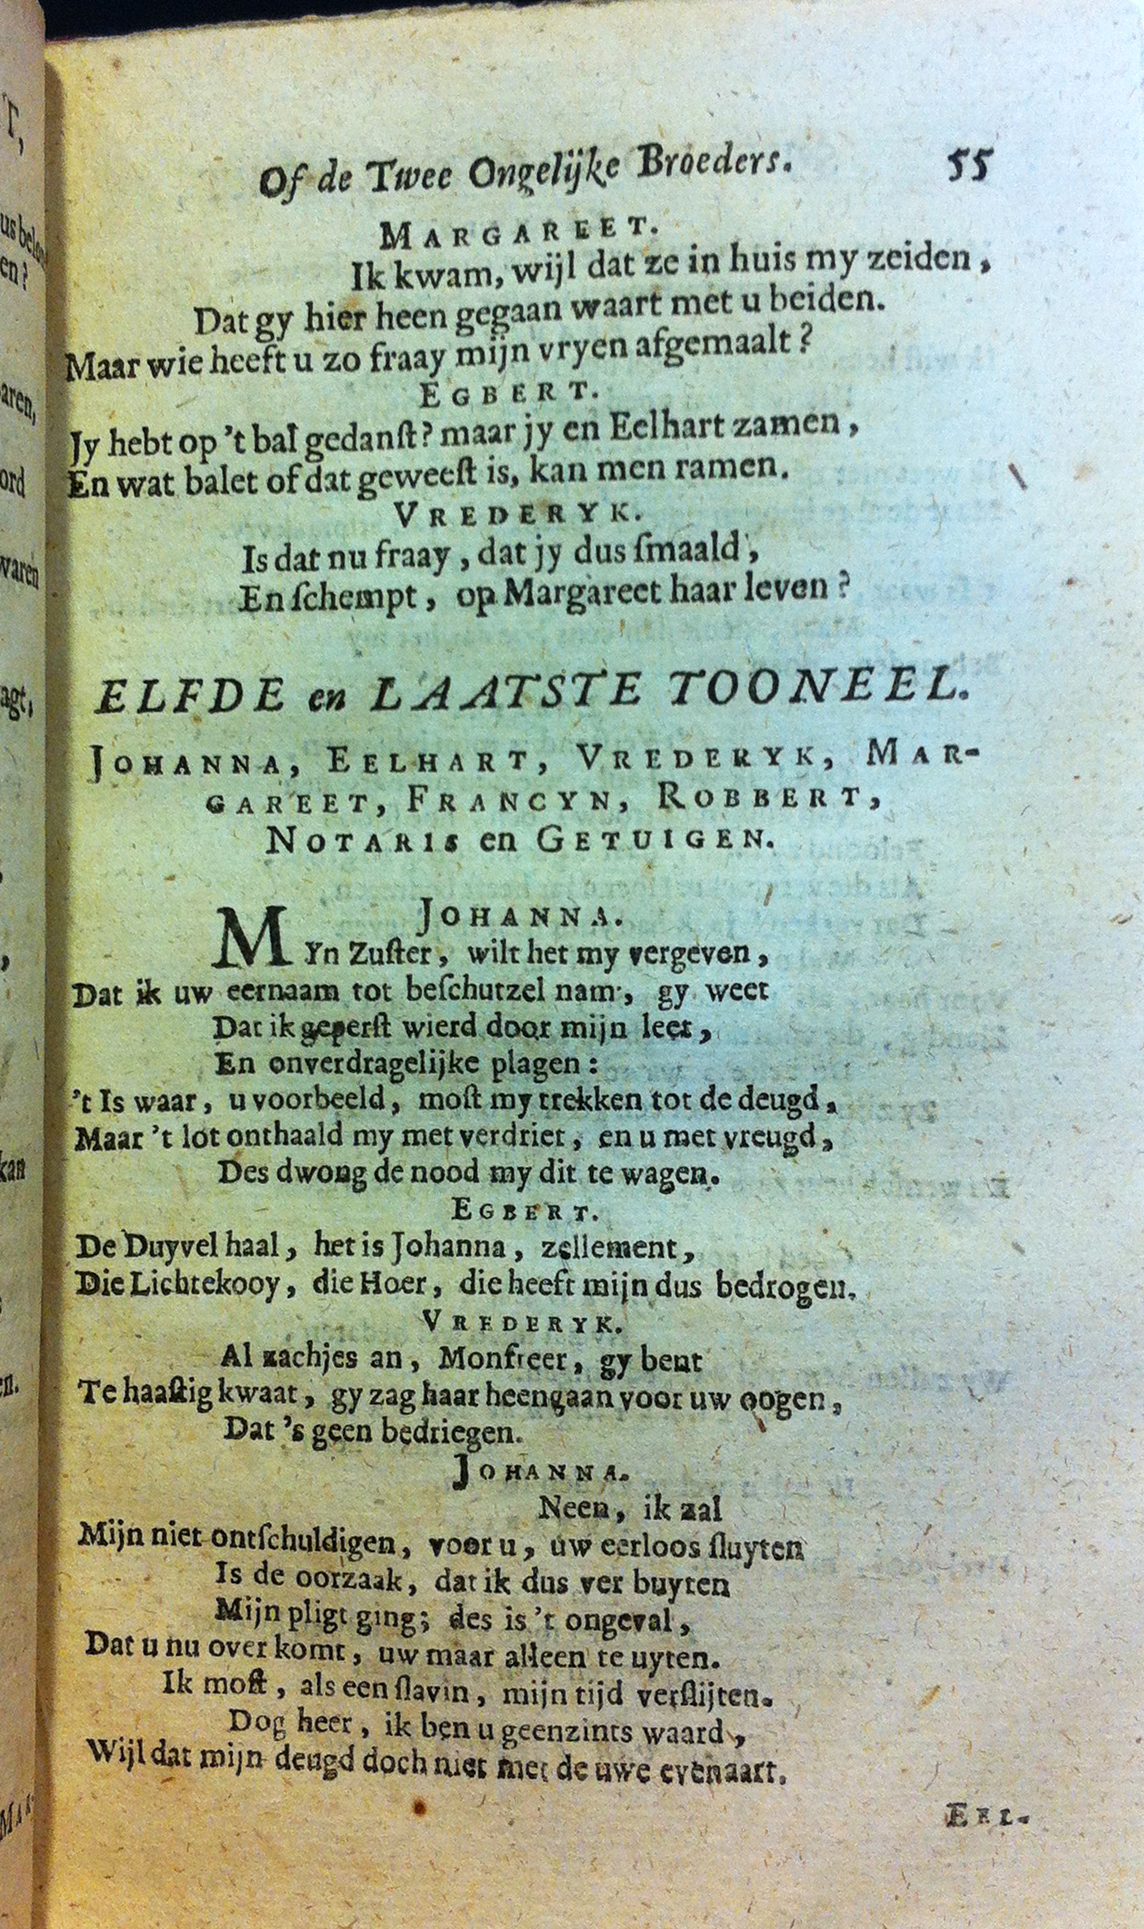 Of de Twee Ongelijke Broeders. 55
MARGAREET.
Ik kwam, wijl dat ze in huis my zeiden,
Dat gy hier heen gegaan waart met u beiden.
Maar wie heeft u zo fraay mijn vryen afgemaalt?
EGBERT.
Jy hebt op 't bal gedanſt? maar jy en Eelhart zamen,
En wat balet of dat geweeſt is, kan men ramen.
VREDERYK.
Is dat nu fraay, dat jy dus ſmaald,
En ſchempt, op Margareet haar leven?
ELFDE en LAATSTE TOONEEL.
JOHANNA, EELHART, VREDERYK, MAR-
GAREET, FRANCYN, ROBBERT,
NOTARIS en GETUIGEN.
JOHANNA.
MYn Zuſter, wilt het my vergeven,
Dat ik uw eernaam tot beſchutzel nam, gy weet
Dat ik geperſt wierd door mijn leet,
En onverdragelijke plagen:
't Is waar, u voorbeeld, moſt my trekken tot de deugd,
Maar 't lot onthaald my met verdriet, en u met vreugd,
Des dwong de nood my dit te wagen.
EGBERT.
De Duyvel haal, het is Johanna, zellement,
Die Lichtekooy, die Hoer, die heeft mijn dus bedrogen.
VREDERYK.
Al zachjes an, Monfreer, gy bent
Te haaſtig kwaat, gy zag haar heengaan voor uw oogen,
Dat 's geen bedriegen.
JOHANNA.
Neen, ik zal
Mijn niet ontſchuldigen, voor u, uw eerloos ſluyten
Is de oorzaak, dat ik dus ver buyten
Mijn pligt ging; des is 't ongeval,
Dat u nu over komt, uw maar alleen te uyten.
Ik moſt, als een ſlavin, mijn tijd verſlijten.
Dog heer, ik ben u geenzints waard,
Wijl dat mijn deugd doch niet met de uwe evenaart.
EEL-